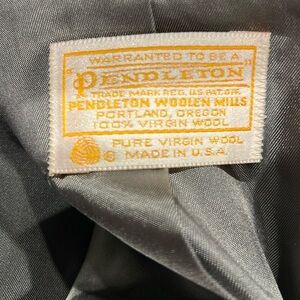 WARRANTED TO BE A
"PENDLETON"
TRADE MARK REG. U.S. PAT. OFF.
PENDLETON WOOLEN MILLS
PORTLAND, OREGON
100% VIRGIN WOOL
PURE VIRGIN WOOL
© MADE IN U.S.A.